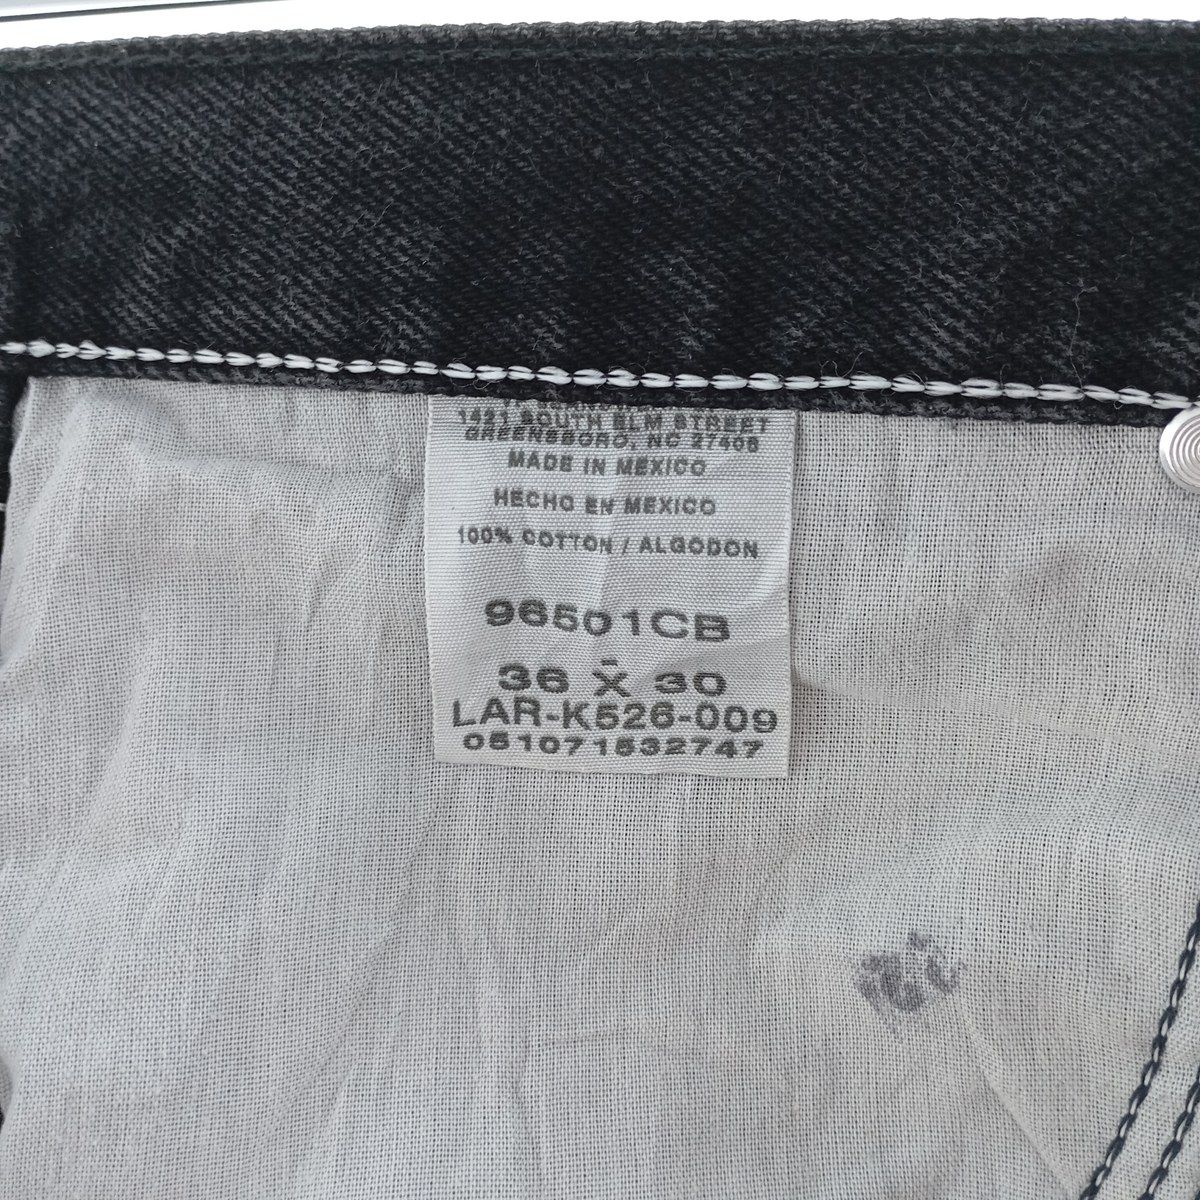 1421 SOUTH ELM STREET
GREENSBORO, NC 27406
MADE IN MEXICO
HECHO EN MEXICO
100% COTTON / ALGODON
96501CB
-
36 X 30
LAR-K526-009
051071532747